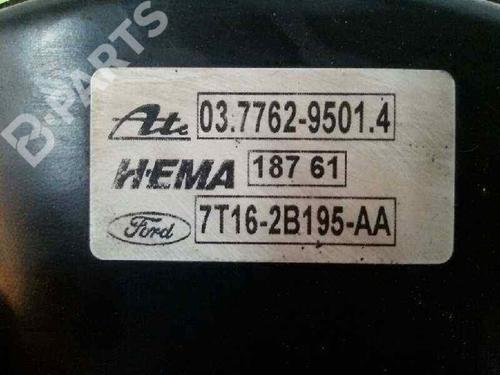 B-PARTS
Ate 03.7762-9501.4
HEMA 187 61
Ford 7T16-2B195-AA